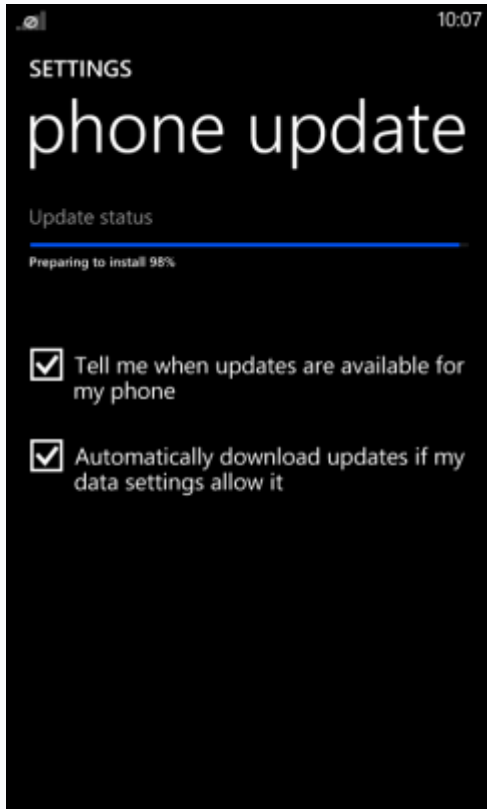 10:07
SETTINGS
phone update
Update status
Preparing to install 98%
Tell me when updates are available for
my phone
Automatically download updates if my
data settings allow it